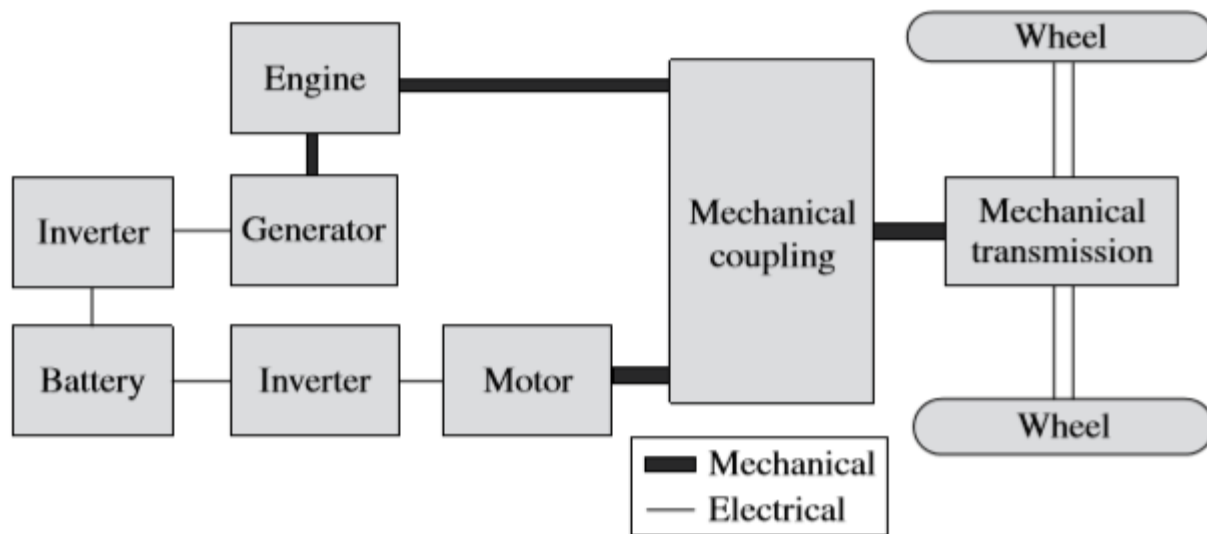 Wheel
Engine
Mechanical
coupling
Inverter
Generator
Mechanical
transmission
Battery
Inverter
Motor
Wheel
Mechanical
Electrical